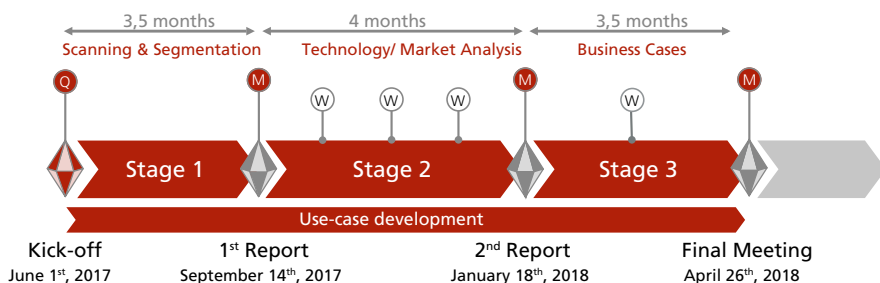 3,5 months
4 months
3,5 months
Scanning & Segmentation
Technology/ Market Analysis
Business Cases
Q
M
M
M
W
W
W
W
Stage 1
Stage 2
Stage 3
Use-case development
Kick-off
1st Report
2nd Report
Final Meeting
June 1st, 2017
September 14th, 2017
January 18th, 2018
April 26th, 2018